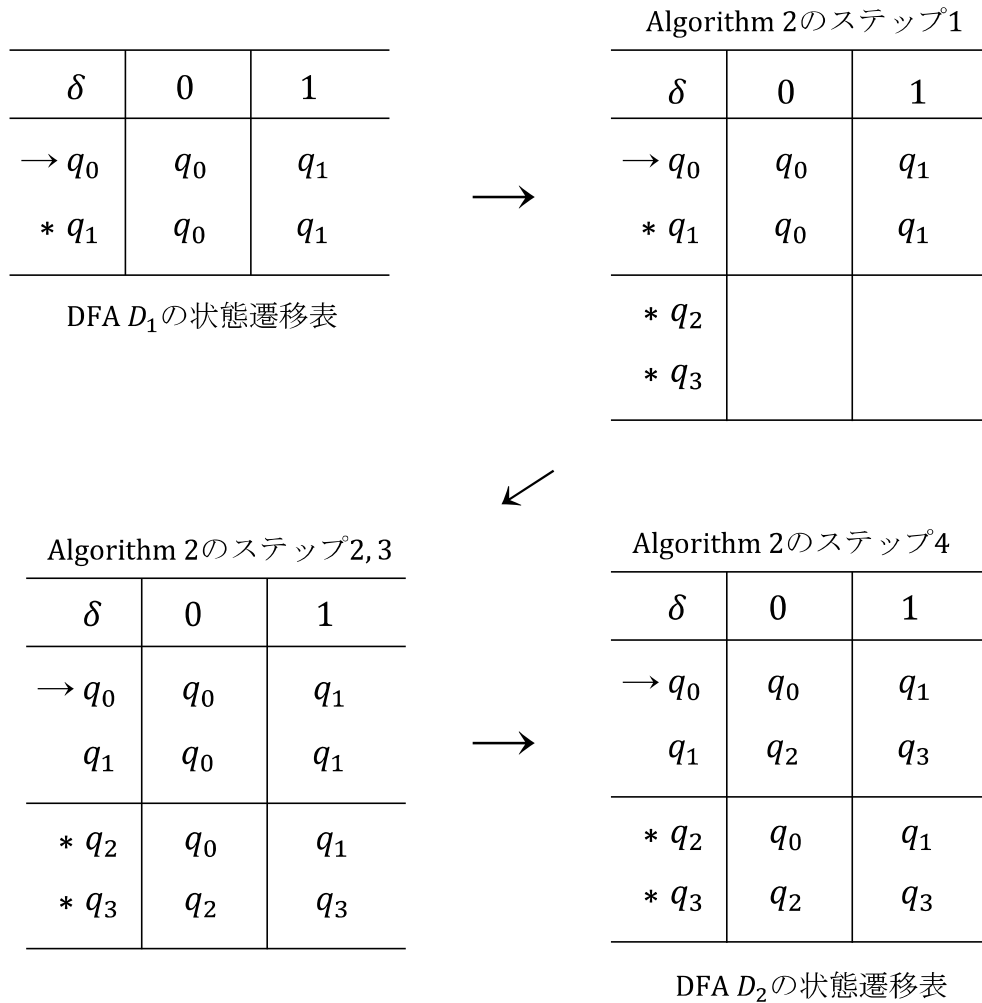 δ 0 1
→ q₀ q₀ q₁
* q₁ q₀ q₁
DFA D₁の状態遷移表
Algorithm 2のステップ1
δ 0 1
→ q₀ q₀ q₁
* q₁ q₀ q₁
* q₂
* q₃
Algorithm 2のステップ2, 3
δ 0 1
→ q₀ q₀ q₁
q₁ q₀ q₁
* q₂ q₀ q₁
* q₃ q₂ q₃
Algorithm 2のステップ4
δ 0 1
→ q₀ q₀ q₁
q₁ q₂ q₃
* q₂ q₀ q₁
* q₃ q₂ q₃
DFA D₂の状態遷移表